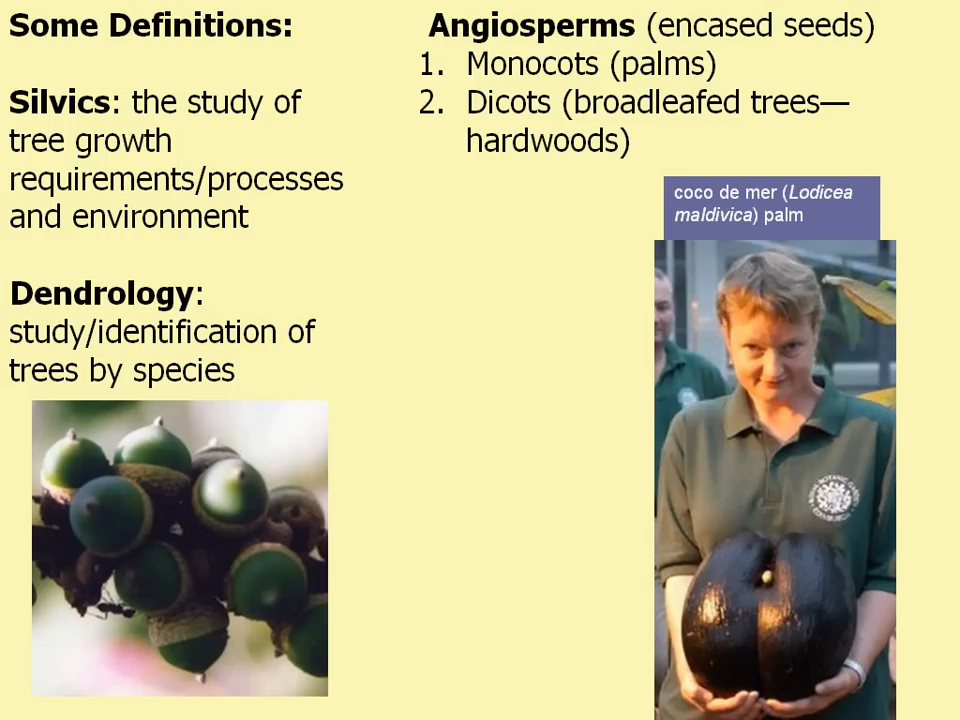 Some Definitions:
Silvics: the study of
tree growth
requirements/processes
and environment
Dendrology:
study/identification of
trees by species
Angiosperms (encased seeds)
1. Monocots (palms)
2. Dicots (broadleafed trees—
hardwoods)
coco de mer (Lodicea
maldivica) palm